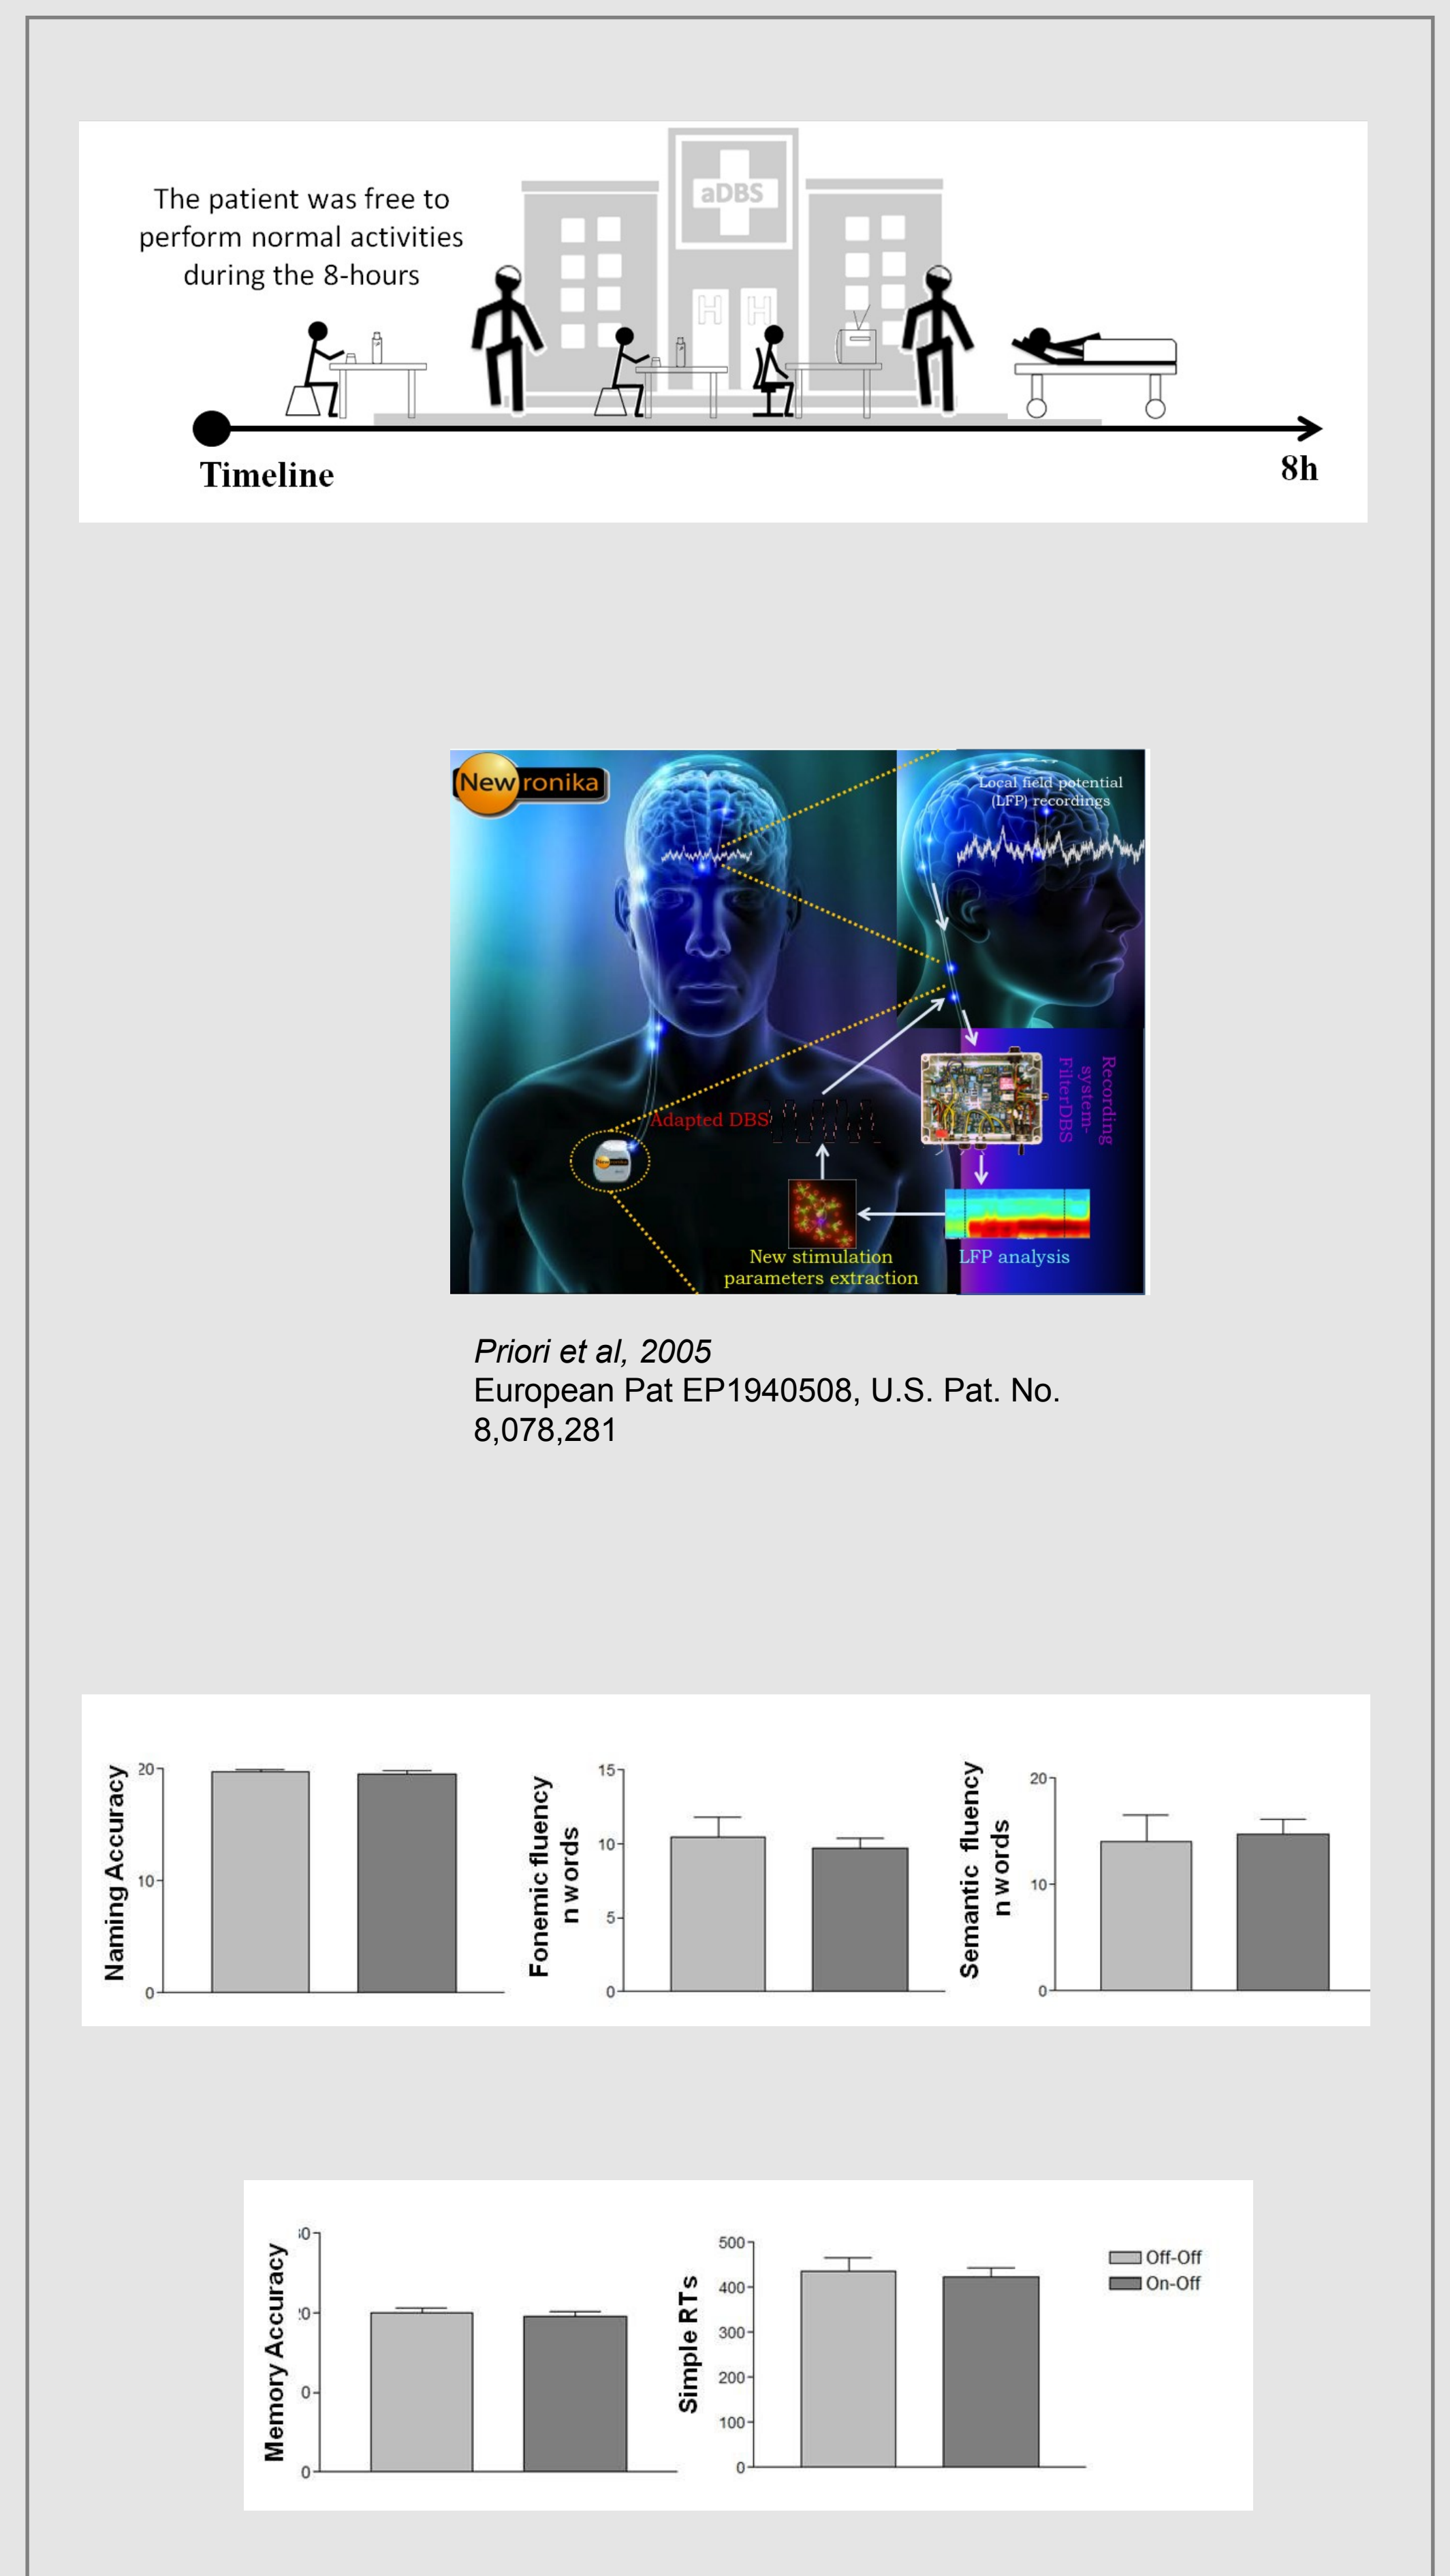 The patient was free to
perform normal activities
during the 8-hours
aDBS
H H
Timeline
8h
Newronika
Local field potential
(LFP) recordings
Adapted DBS
Recording
system-
FilterDBS
New stimulation
parameters extraction
LFP analysis
Priori et al, 2005
European Pat EP1940508, U.S. Pat. No.
8,078,281
Naming Accuracy
20
10
0
Fonemic fluency
n words
15
10
5
0
Semantic fluency
n words
20
10
0
Memory Accuracy
0
0
Simple RTs
500
400
300
200
100
0
Off-Off
On-Off